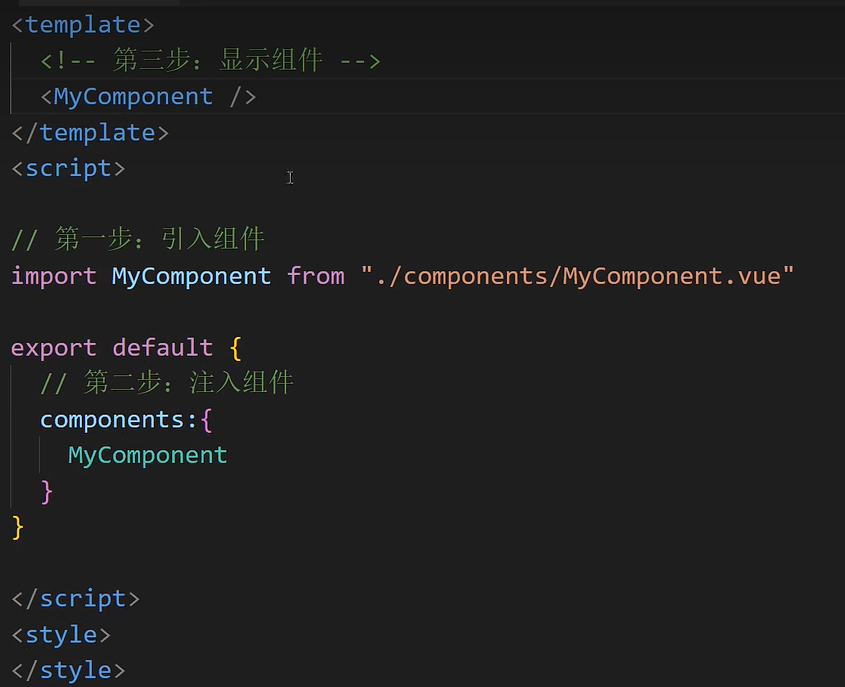 <template>
<!-- 第三步：显示组件 -->
<MyComponent />
</template>
<script>
// 第一步：引入组件
import MyComponent from "./components/MyComponent.vue"
export default {
// 第二步：注入组件
components:{
MyComponent
}
}
</script>
<style>
</style>